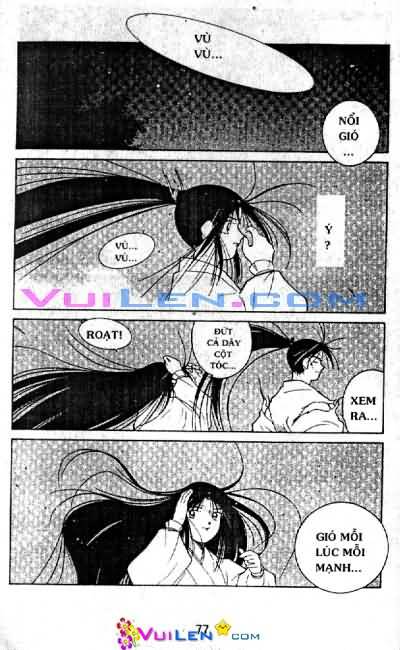 VÙ
VÙ...
NỔI
GIÓ
...
Ý
?
VÙ...
VÙ...
VUILEN.COM
ROẠT!
ĐỨT
CẢ DÂY
CỘT
TÓC...
XEM
RA...
GIÓ MỖI
LÚC MỖI
MẠNH...
77
VUILEN.COM